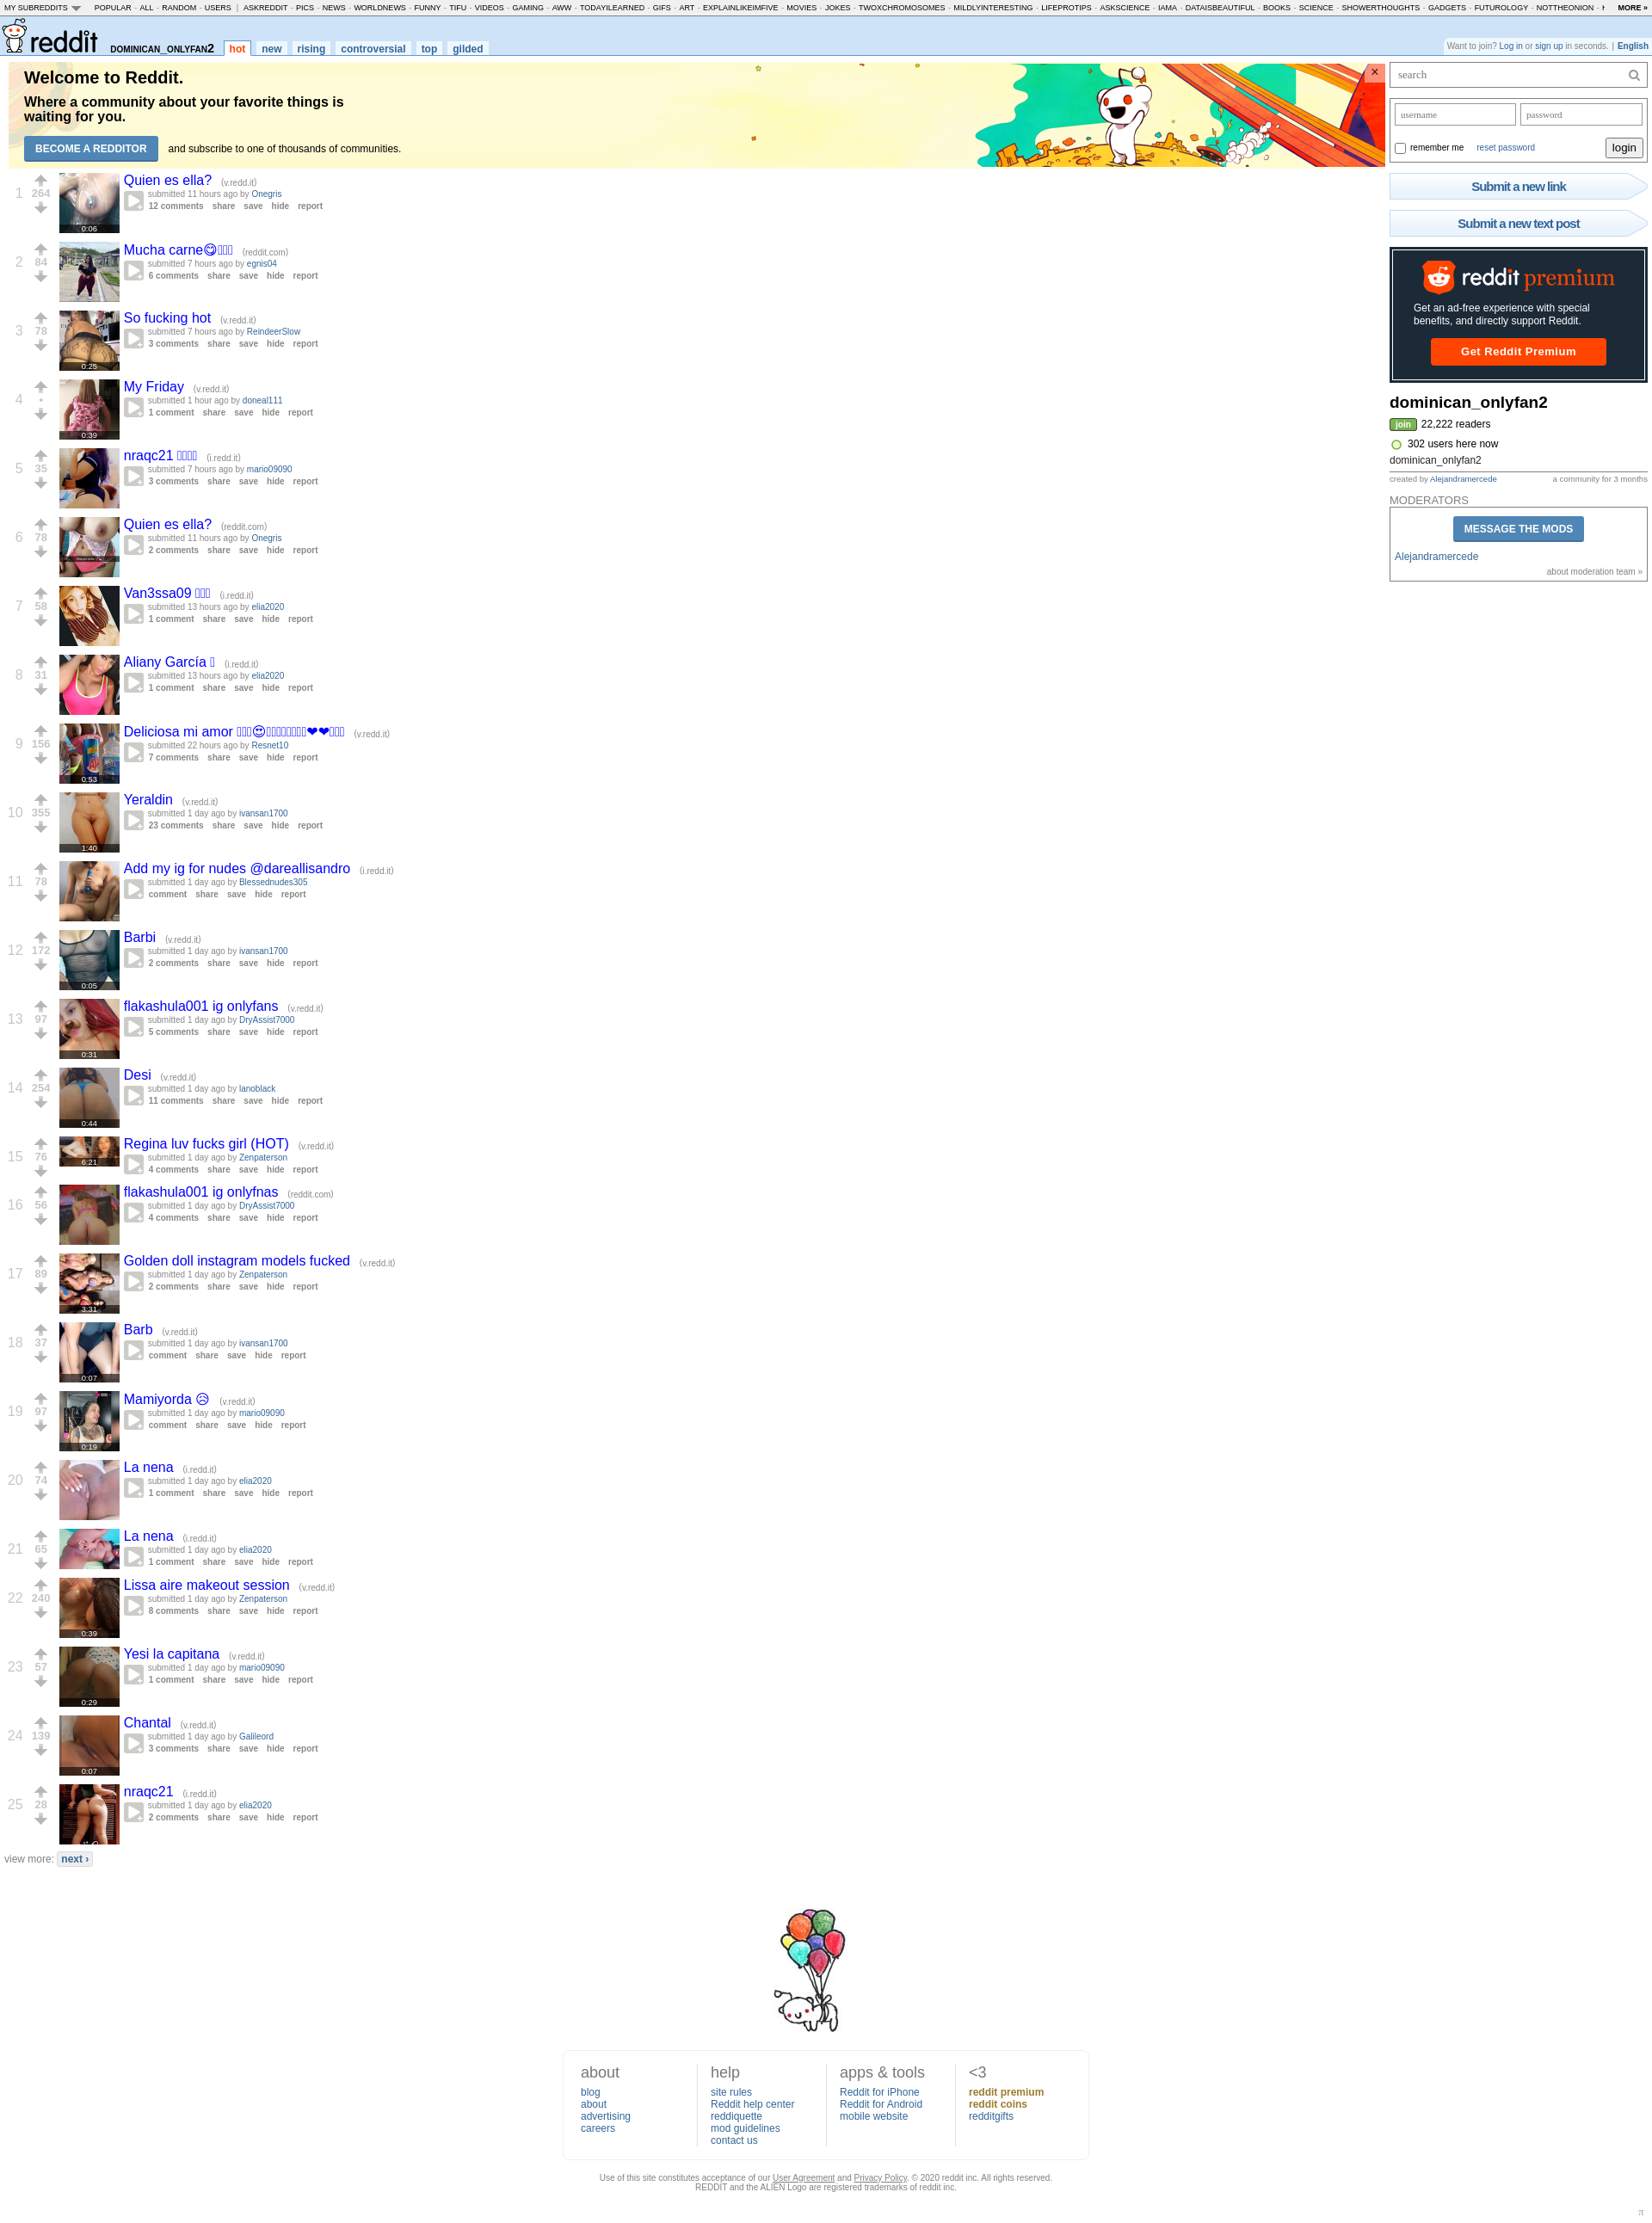 MY SUBREDDITS POPULAR - ALL - RANDOM - USERS | ASKREDDIT - PICS - NEWS - WORLDNEWS - FUNNY - TIFU - VIDEOS - GAMING - AWW - TODAYILEARNED - GIFS - ART - EXPLAINLIKEIMFIVE - MOVIES - JOKES - TWOXCHROMOSOMES - MILDLYINTERESTING - LIFEPROTIPS - ASKSCIENCE - IAMA - DATAISBEAUTIFUL - BOOKS - SCIENCE - SHOWERTHOUGHTS - GADGETS - FUTUROLOGY - NOTTHEONION - MORE »
reddit DOMINICAN_ONLYFAN2 hot new rising controversial top gilded
Want to join? Log in or sign up in seconds. | English
Welcome to Reddit.
Where a community about your favorite things is
waiting for you.
BECOME A REDDITOR and subscribe to one of thousands of communities.
×
1 264 0:06 Quien es ella? (v.redd.it)
submitted 11 hours ago by Onegris
12 comments share save hide report
2 84 Mucha carne😋 (reddit.com)
submitted 7 hours ago by egnis04
6 comments share save hide report
3 78 0:25 So fucking hot (v.redd.it)
submitted 7 hours ago by ReindeerSlow
3 comments share save hide report
4 • 0:39 My Friday (v.redd.it)
submitted 1 hour ago by doneal111
1 comment share save hide report
5 35 nraqc21 (i.redd.it)
submitted 7 hours ago by mario09090
3 comments share save hide report
6 78 Quien es ella? (reddit.com)
submitted 11 hours ago by Onegris
2 comments share save hide report
7 58 Van3ssa09 (i.redd.it)
submitted 13 hours ago by elia2020
1 comment share save hide report
8 31 Aliany García (i.redd.it)
submitted 13 hours ago by elia2020
1 comment share save hide report
9 156 0:53 Deliciosa mi amor 😍❤❤ (v.redd.it)
submitted 22 hours ago by Resnet10
7 comments share save hide report
10 355 1:40 Yeraldin (v.redd.it)
submitted 1 day ago by ivansan1700
23 comments share save hide report
11 78 Add my ig for nudes @dareallisandro (i.redd.it)
submitted 1 day ago by Blessednudes305
comment share save hide report
12 172 0:05 Barbi (v.redd.it)
submitted 1 day ago by ivansan1700
2 comments share save hide report
13 97 0:31 flakashula001 ig onlyfans (v.redd.it)
submitted 1 day ago by DryAssist7000
5 comments share save hide report
14 254 0:44 Desi (v.redd.it)
submitted 1 day ago by lanoblack
11 comments share save hide report
15 76 6:21 Regina luv fucks girl (HOT) (v.redd.it)
submitted 1 day ago by Zenpaterson
4 comments share save hide report
16 56 flakashula001 ig onlyfnas (reddit.com)
submitted 1 day ago by DryAssist7000
4 comments share save hide report
17 89 3:31 Golden doll instagram models fucked (v.redd.it)
submitted 1 day ago by Zenpaterson
2 comments share save hide report
18 37 0:07 Barb (v.redd.it)
submitted 1 day ago by ivansan1700
comment share save hide report
19 97 0:19 Mamiyorda 😥 (v.redd.it)
submitted 1 day ago by mario09090
comment share save hide report
20 74 La nena (i.redd.it)
submitted 1 day ago by elia2020
1 comment share save hide report
21 65 La nena (i.redd.it)
submitted 1 day ago by elia2020
1 comment share save hide report
22 240 0:39 Lissa aire makeout session (v.redd.it)
submitted 1 day ago by Zenpaterson
8 comments share save hide report
23 57 0:29 Yesi la capitana (v.redd.it)
submitted 1 day ago by mario09090
1 comment share save hide report
24 139 0:07 Chantal (v.redd.it)
submitted 1 day ago by Galileord
3 comments share save hide report
25 28 nraqc21 (i.redd.it)
submitted 1 day ago by elia2020
2 comments share save hide report
view more: next ›
search
username password
remember me reset password login
Submit a new link
Submit a new text post
reddit premium
Get an ad-free experience with special
benefits, and directly support Reddit.
Get Reddit Premium
dominican_onlyfan2
join 22,222 readers
302 users here now
dominican_onlyfan2
created by Alejandramercede a community for 3 months
MODERATORS
MESSAGE THE MODS
Alejandramercede
about moderation team »
about
blog
about
advertising
careers
help
site rules
Reddit help center
reddiquette
mod guidelines
contact us
apps & tools
Reddit for iPhone
Reddit for Android
mobile website
<3
reddit premium
reddit coins
redditgifts
Use of this site constitutes acceptance of our User Agreement and Privacy Policy. © 2020 reddit inc. All rights reserved.
REDDIT and the ALIEN Logo are registered trademarks of reddit inc.
π